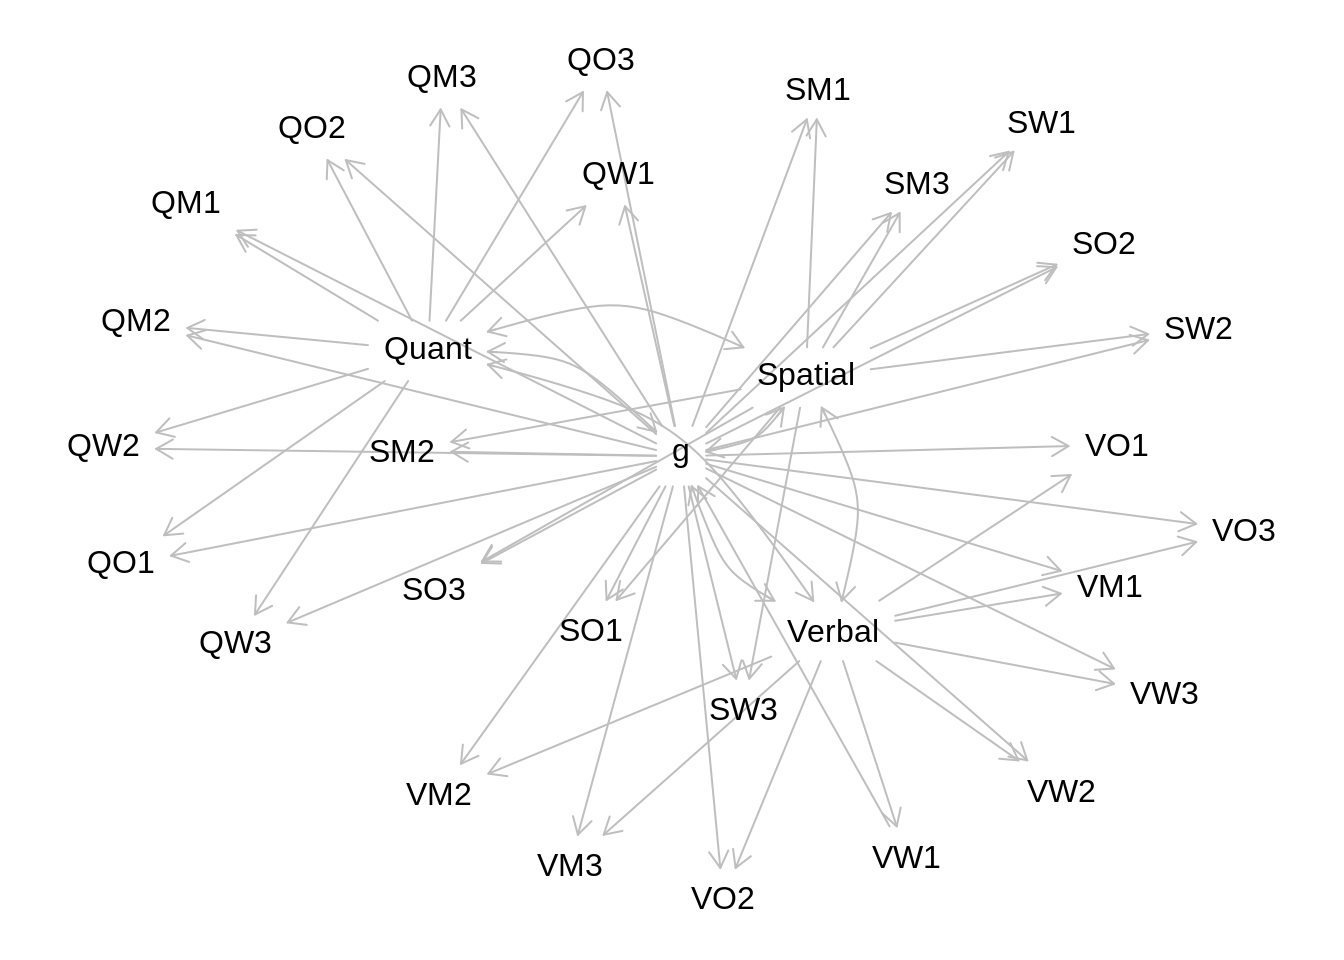 QO3
QM3
SM1
SW1
QO2
QW1
SM3
QM1
SO2
QM2
SW2
Quant
Spatial
QW2
SM2
g
VO1
VO3
QO1
SO3
VM1
QW3
SO1
Verbal
VW3
SW3
VM2
VW2
VM3
VW1
VO2